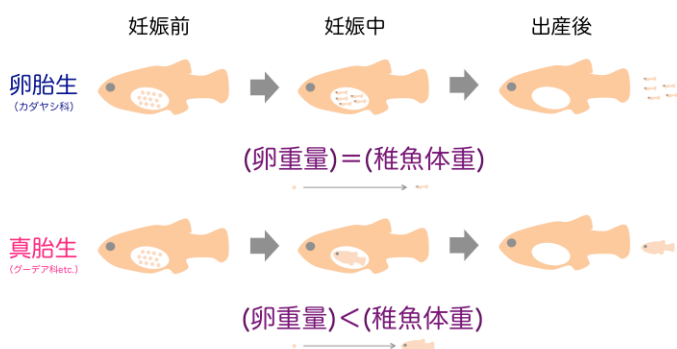 妊娠前
妊娠中
出産後
卵胎生
（カダヤシ科）
(卵重量)＝(稚魚体重)
真胎生
（グーデア科etc.）
(卵重量)＜(稚魚体重)